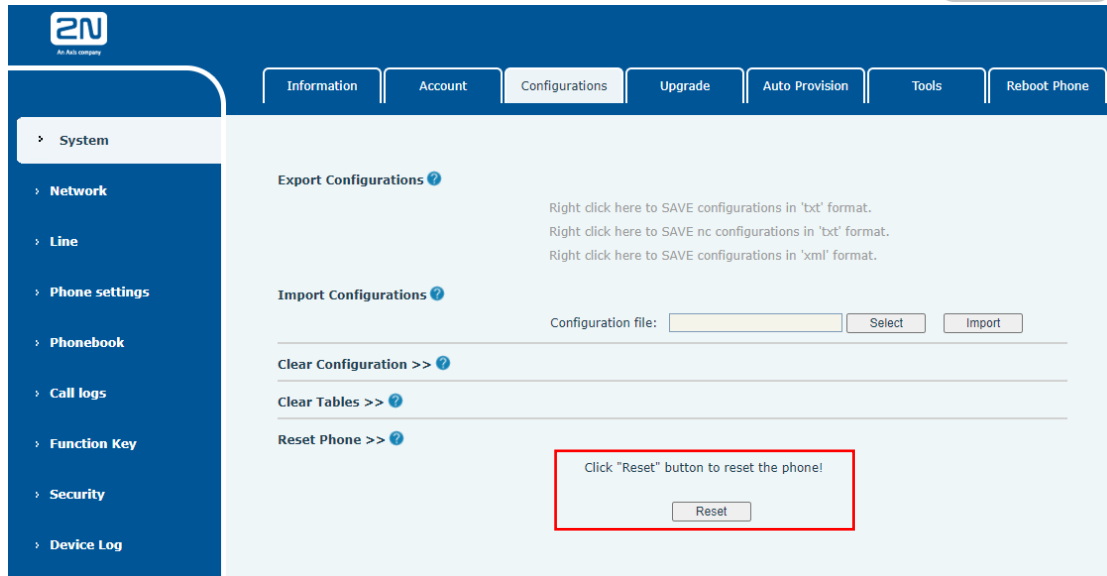 2N
An Axis company
Information Account Configurations Upgrade Auto Provision Tools Reboot Phone
› System
› Network
› Line
› Phone settings
› Phonebook
› Call logs
› Function Key
› Security
› Device Log
Export Configurations ?
Right click here to SAVE configurations in 'txt' format.
Right click here to SAVE nc configurations in 'txt' format.
Right click here to SAVE configurations in 'xml' format.
Import Configurations ?
Configuration file: Select Import
Clear Configuration >> ?
Clear Tables >> ?
Reset Phone >> ?
Click "Reset" button to reset the phone!
Reset